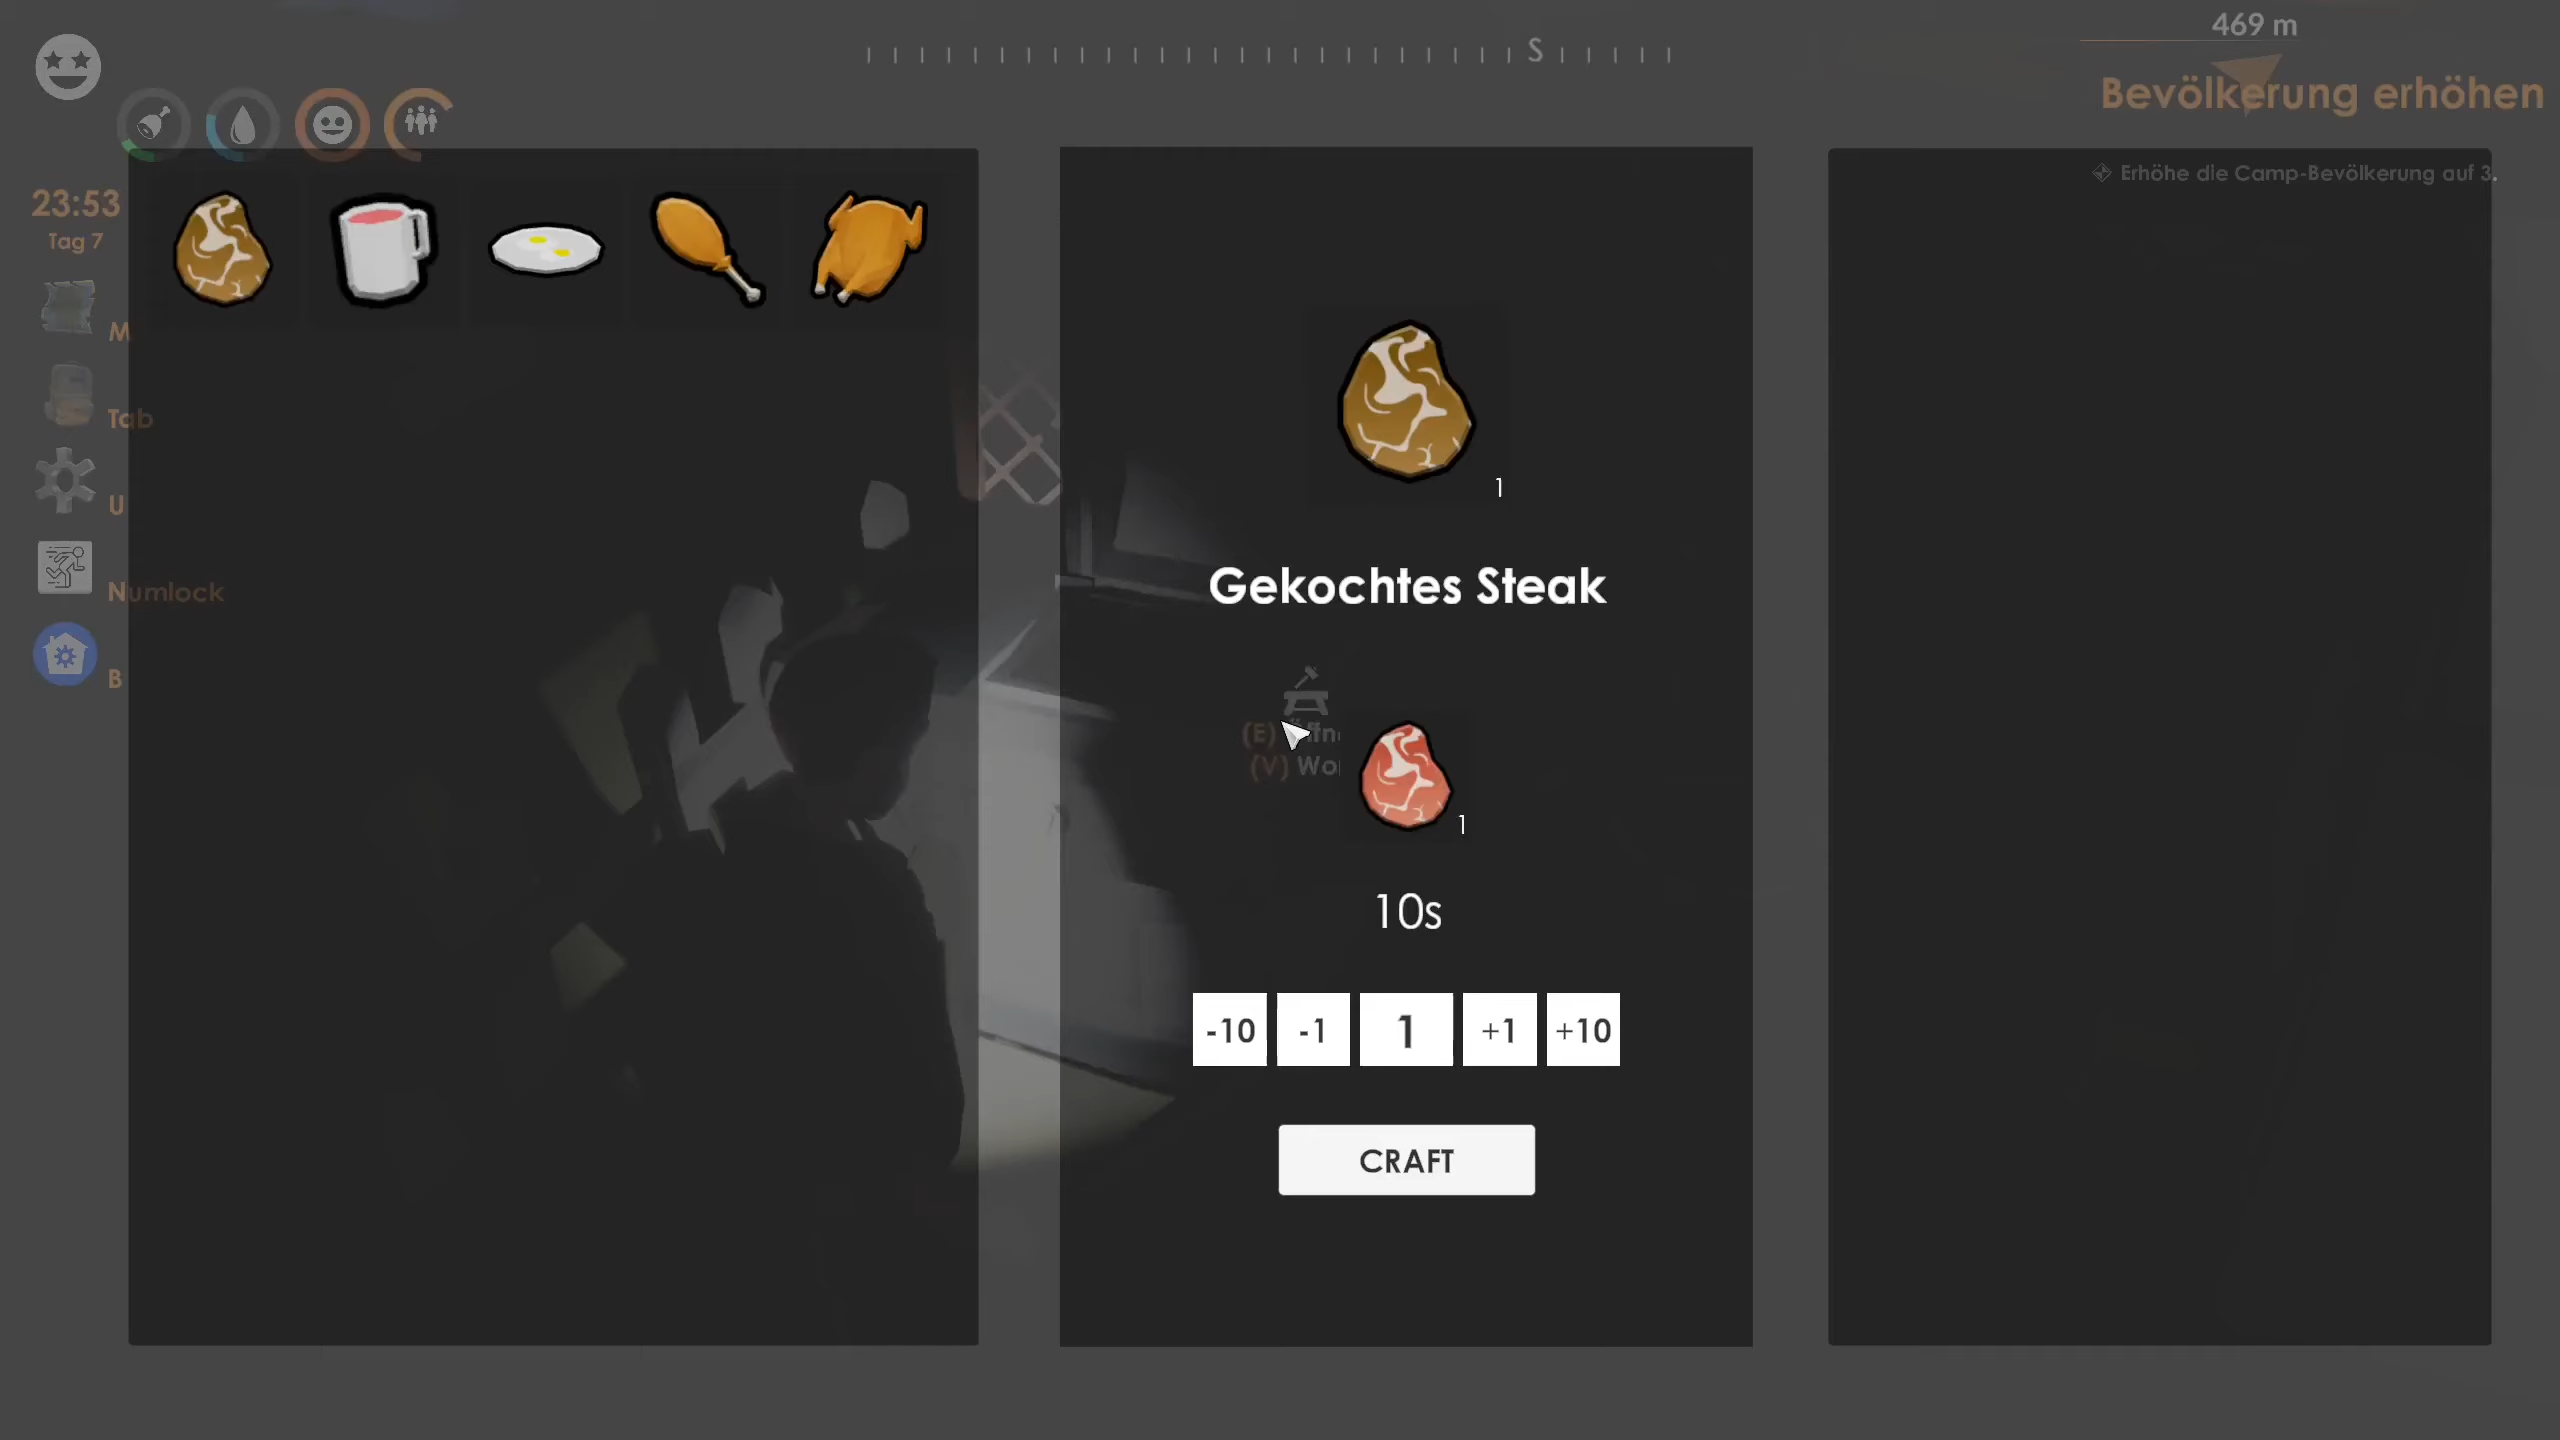 S
469 m
Bevölkerung erhöhen
Erhöhe die Camp-Bevölkerung auf 3.
23:53
Tag 7
M
Tab
U
Numlock
B
1
Gekochtes Steak
(E)
(V)
1
10s
-10 -1 1 +1 +10
CRAFT